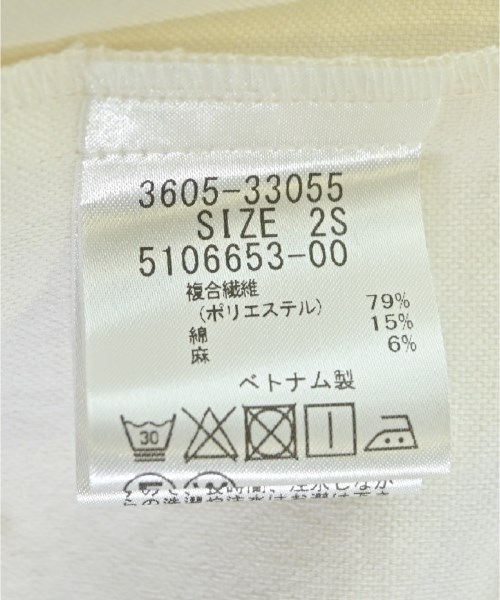 3605-33055
SIZE 2S
5106653-00
複合繊維
(ポリエステル) 79%
綿 15%
麻 6%
ベトナム製
30